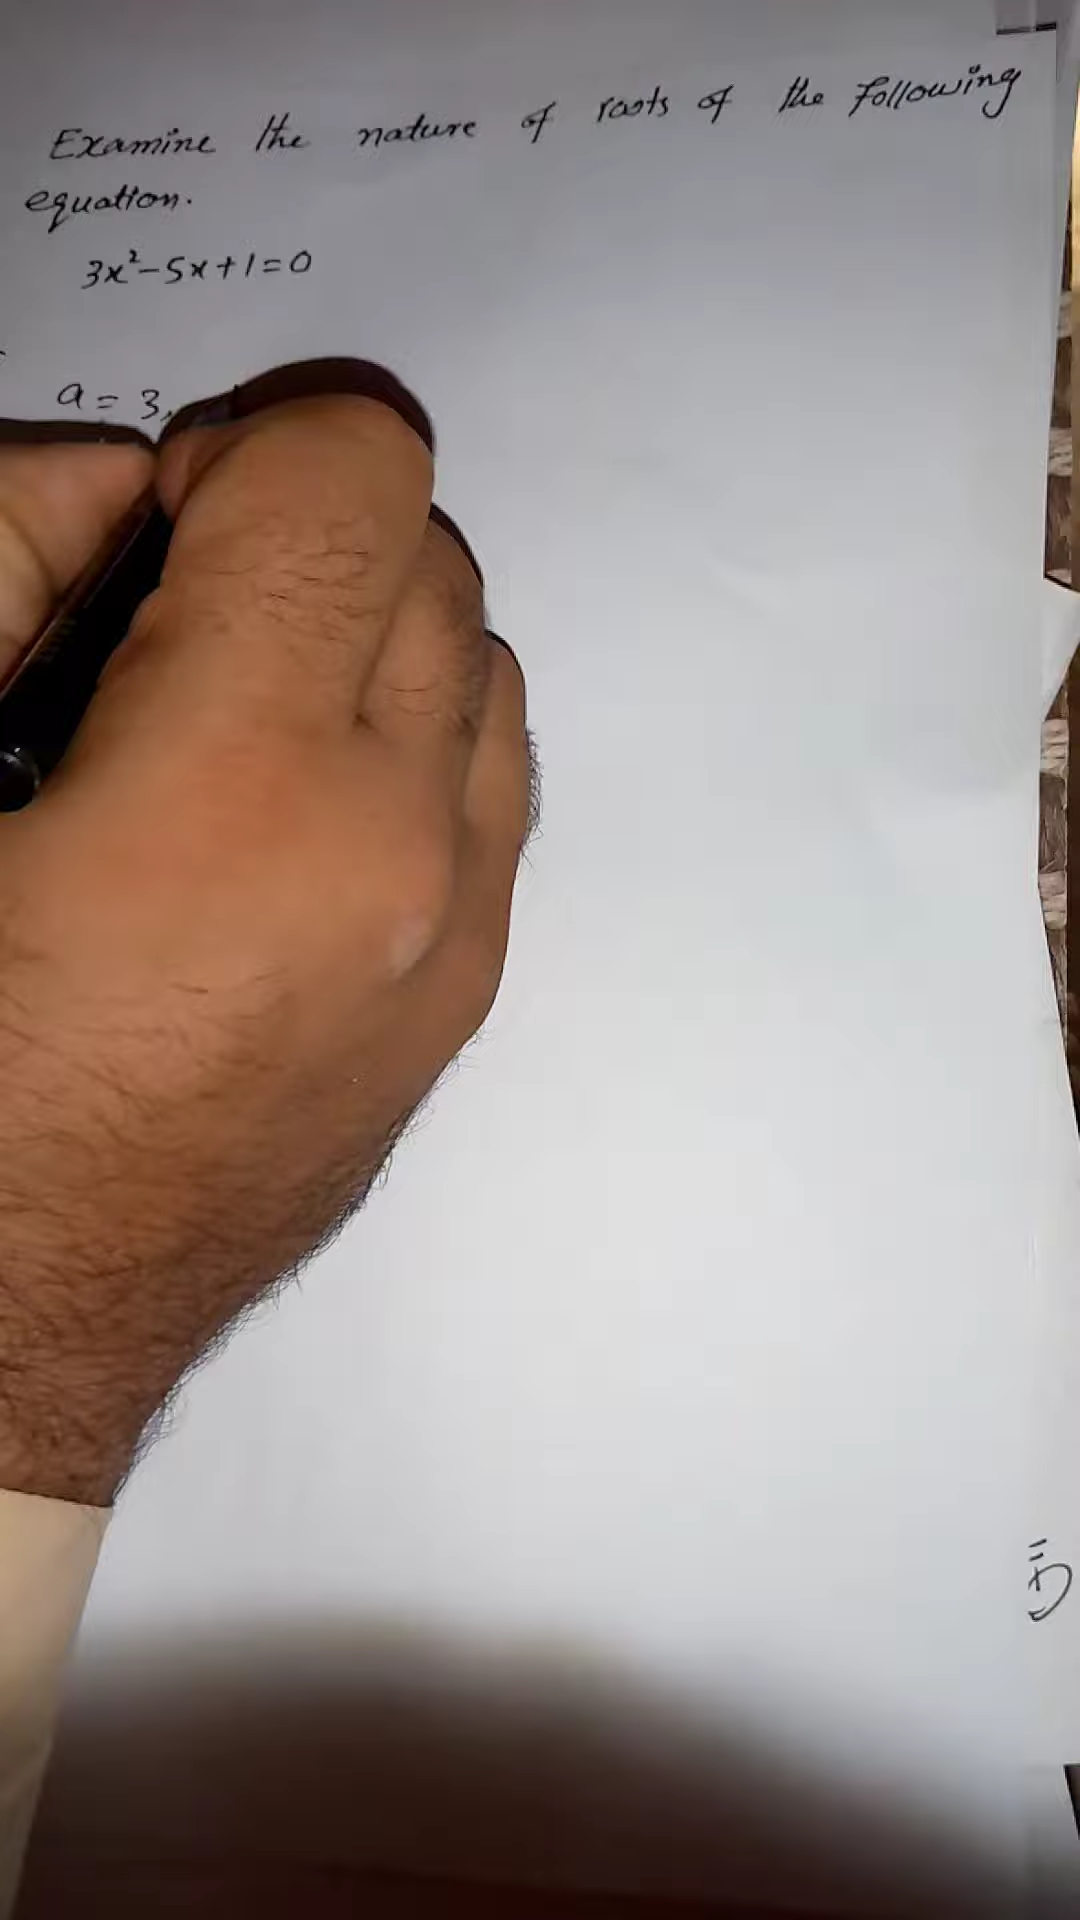 Examine the nature of roots of the following
equation.
3x²-5x+1=0
a = 3,